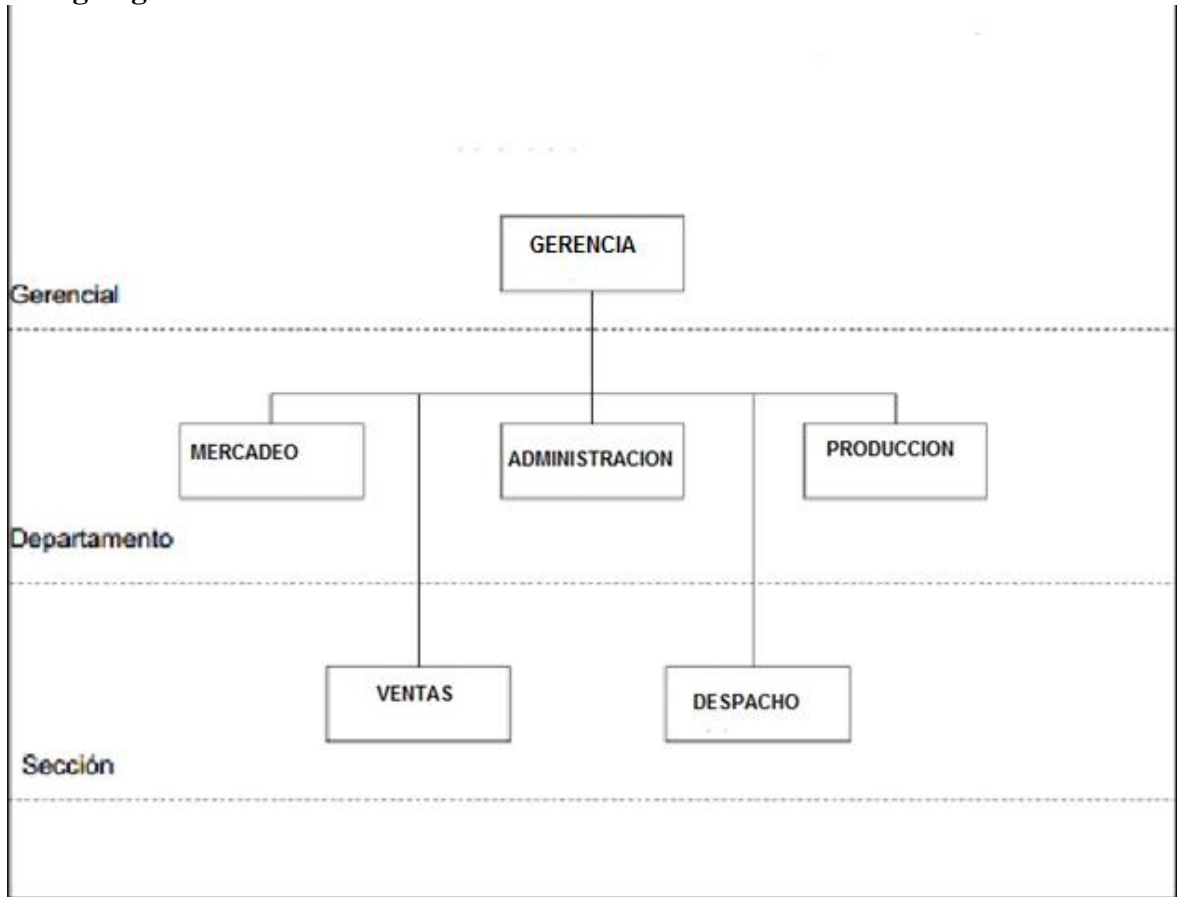 GERENCIA
Gerencial
MERCADEO
ADMINISTRACION
PRODUCCION
Departamento
VENTAS
DESPACHO
Sección